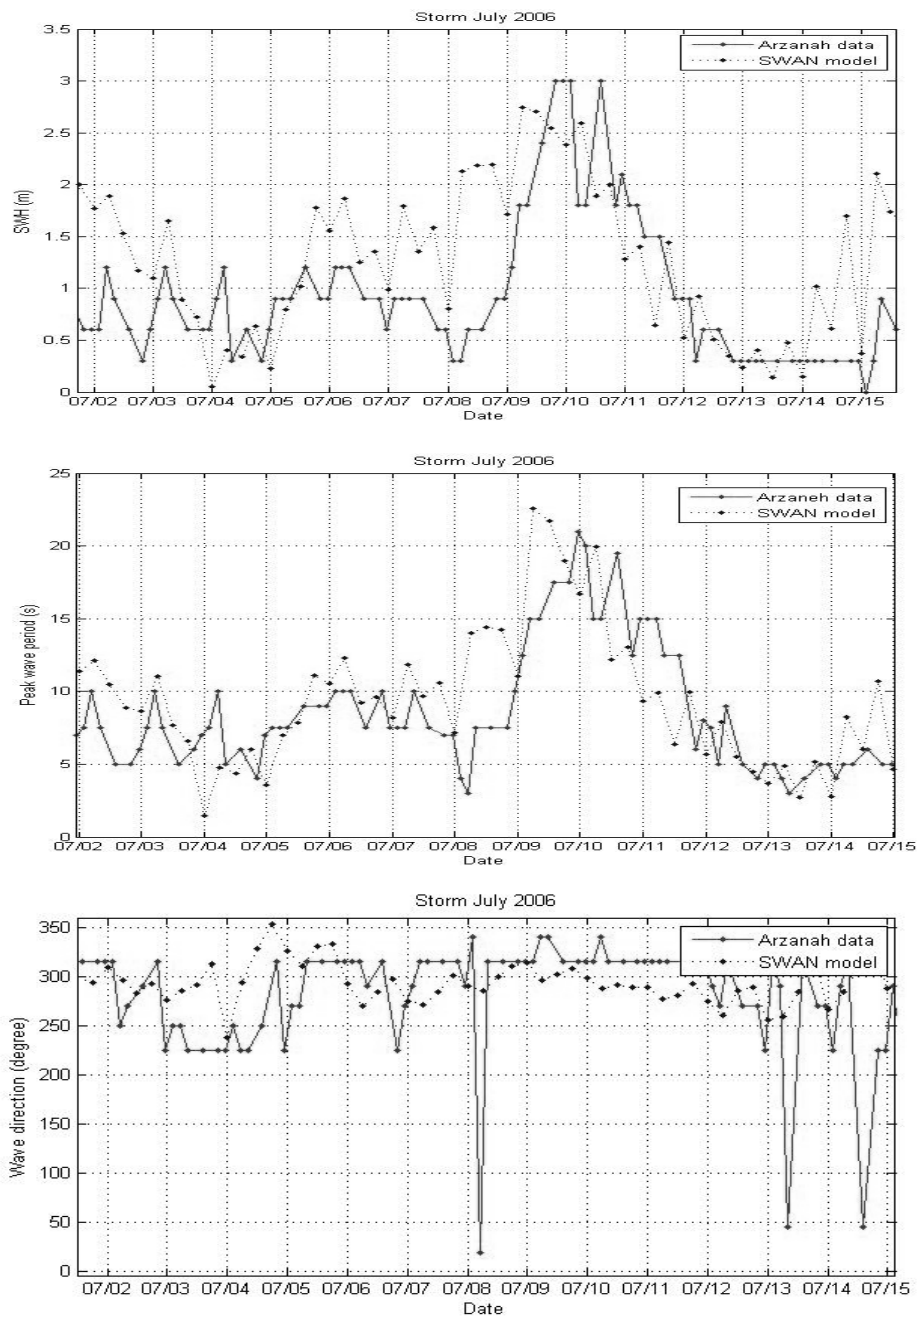 Storm July 2006
3.5
3
2.5
2
1.5
1
0.5
0
SWH (m)
Arzanah data
SWAN model
07/02 07/03 07/04 07/05 07/06 07/07 07/08 07/09 07/10 07/11 07/12 07/13 07/14 07/15
Date
Storm July 2006
25
20
15
10
5
0
Peak wave period (s)
Arzaneh data
SWAN model
07/02 07/03 07/04 07/05 07/06 07/07 07/08 07/09 07/10 07/11 07/12 07/13 07/14 07/15
Date
Storm July 2006
350
300
250
200
150
100
50
0
Wave direction (degree)
Arzanah data
SWAN model
07/02 07/03 07/04 07/05 07/06 07/07 07/08 07/09 07/10 07/11 07/12 07/13 07/14 07/15
Date